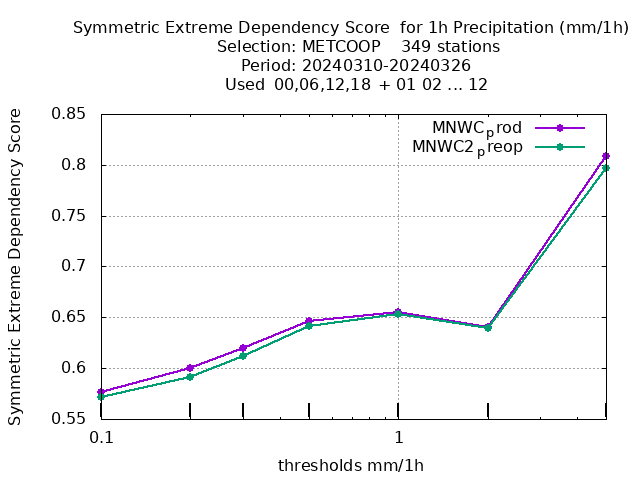 Symmetric Extreme Dependency Score  for 1h Precipitation (mm/1h)
Selection: METCOOP    349 stations
Period: 20240310-20240326
Used  00,06,12,18  + 01 02 ... 12
Symmetric Extreme Dependency Score
0.85
0.8
0.75
0.7
0.65
0.6
0.55
MNWCprod
MNWC2preop
0.1 1
thresholds mm/1h